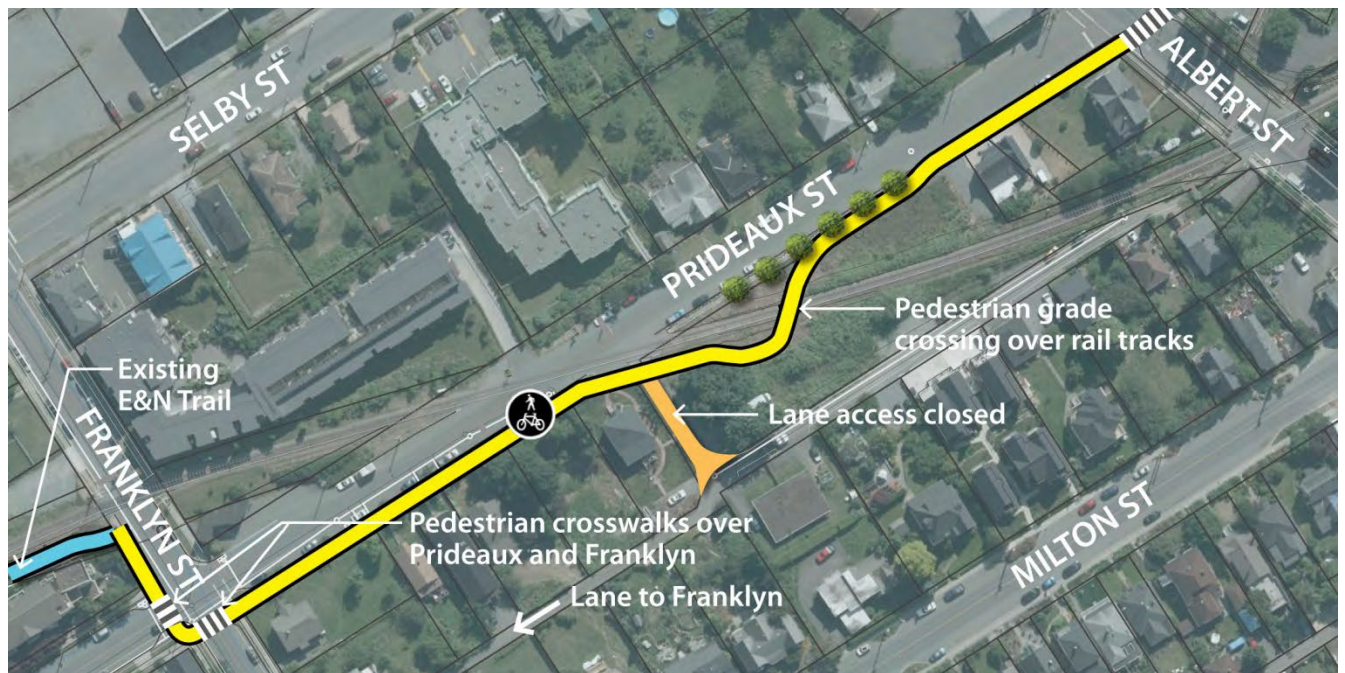 SELBY ST
ALBERT ST
PRIDEAUX ST
Pedestrian grade
crossing over rail tracks
Existing
E&N Trail
Lane access closed
FRANKLYN ST
Pedestrian crosswalks over
Prideaux and Franklyn
MILTON ST
Lane to Franklyn